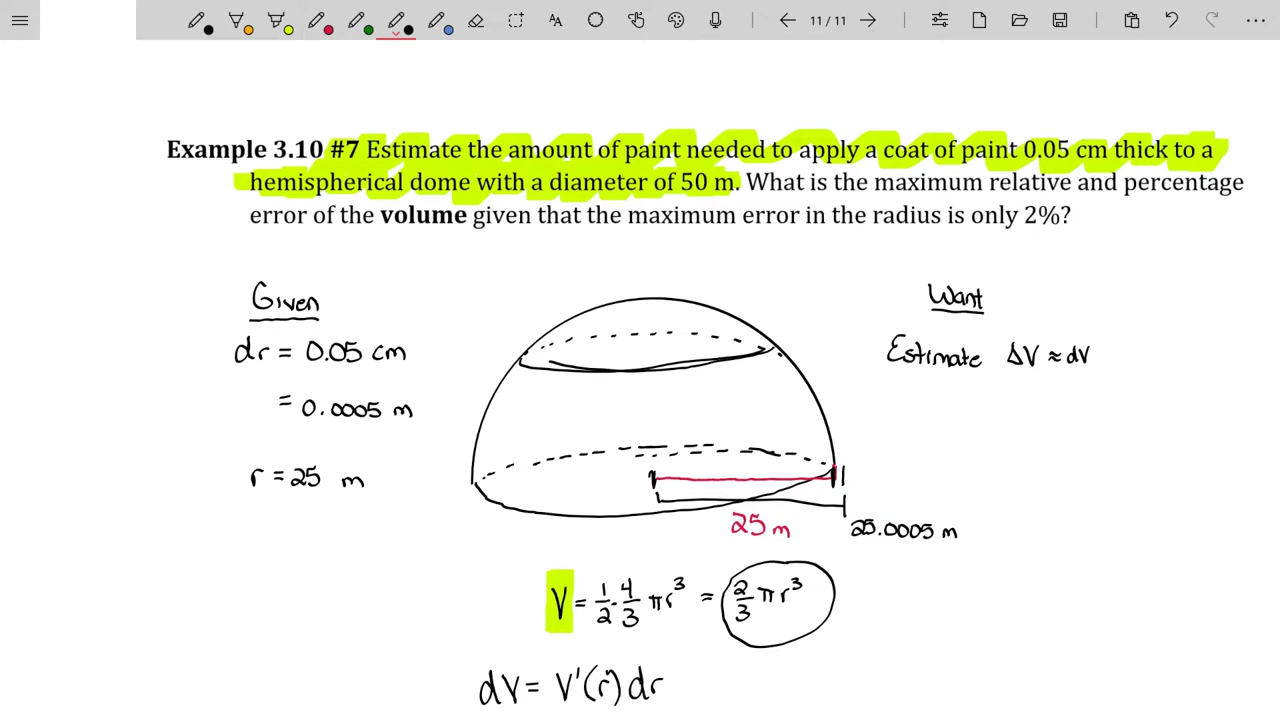 11 / 11
Example 3.10 #7 Estimate the amount of paint needed to apply a coat of paint 0.05 cm thick to a
hemispherical dome with a diameter of 50 m. What is the maximum relative and percentage
error of the volume given that the maximum error in the radius is only 2%?
Given
dr = 0.05 cm
= 0.0005 m
r = 25 m
Want
Estimate ΔV ≈ dV
25 m
25.0005 m
V = 1/2 · 4/3 πr³ = 2/3 πr³
dV = V'(r) dr